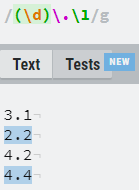 /(\d)\.\1/g
Text Tests NEW
3.1¬
2.2¬
4.2¬
4.4¬